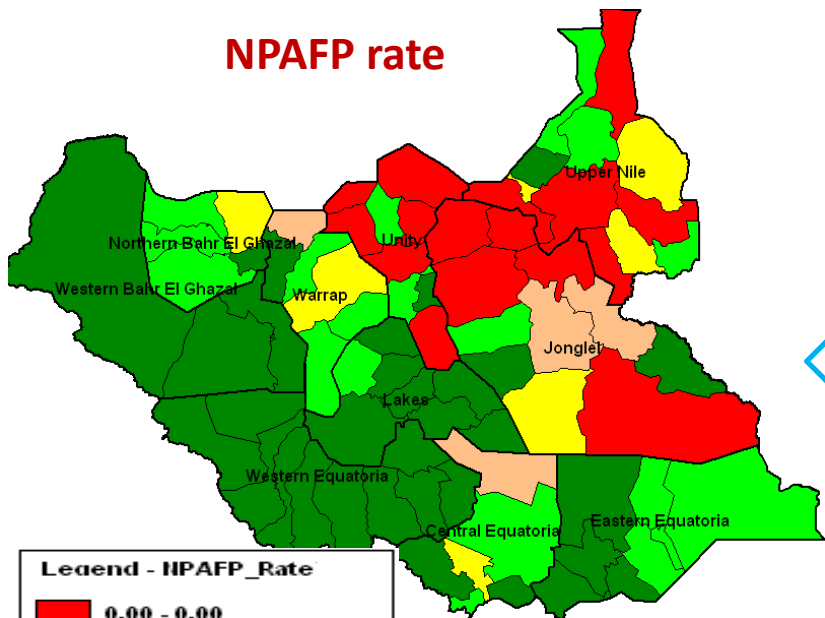 NPAFP rate
Upper Nile
Northern Bahr El Ghazal
Unity
Western Bahr El Ghazal
Warrap
Jonglet
Lakes
Western Equatoria
Central Equatoria
Eastern Equatoria
Legend - NPAFP_Rate
0.00 - 0.00